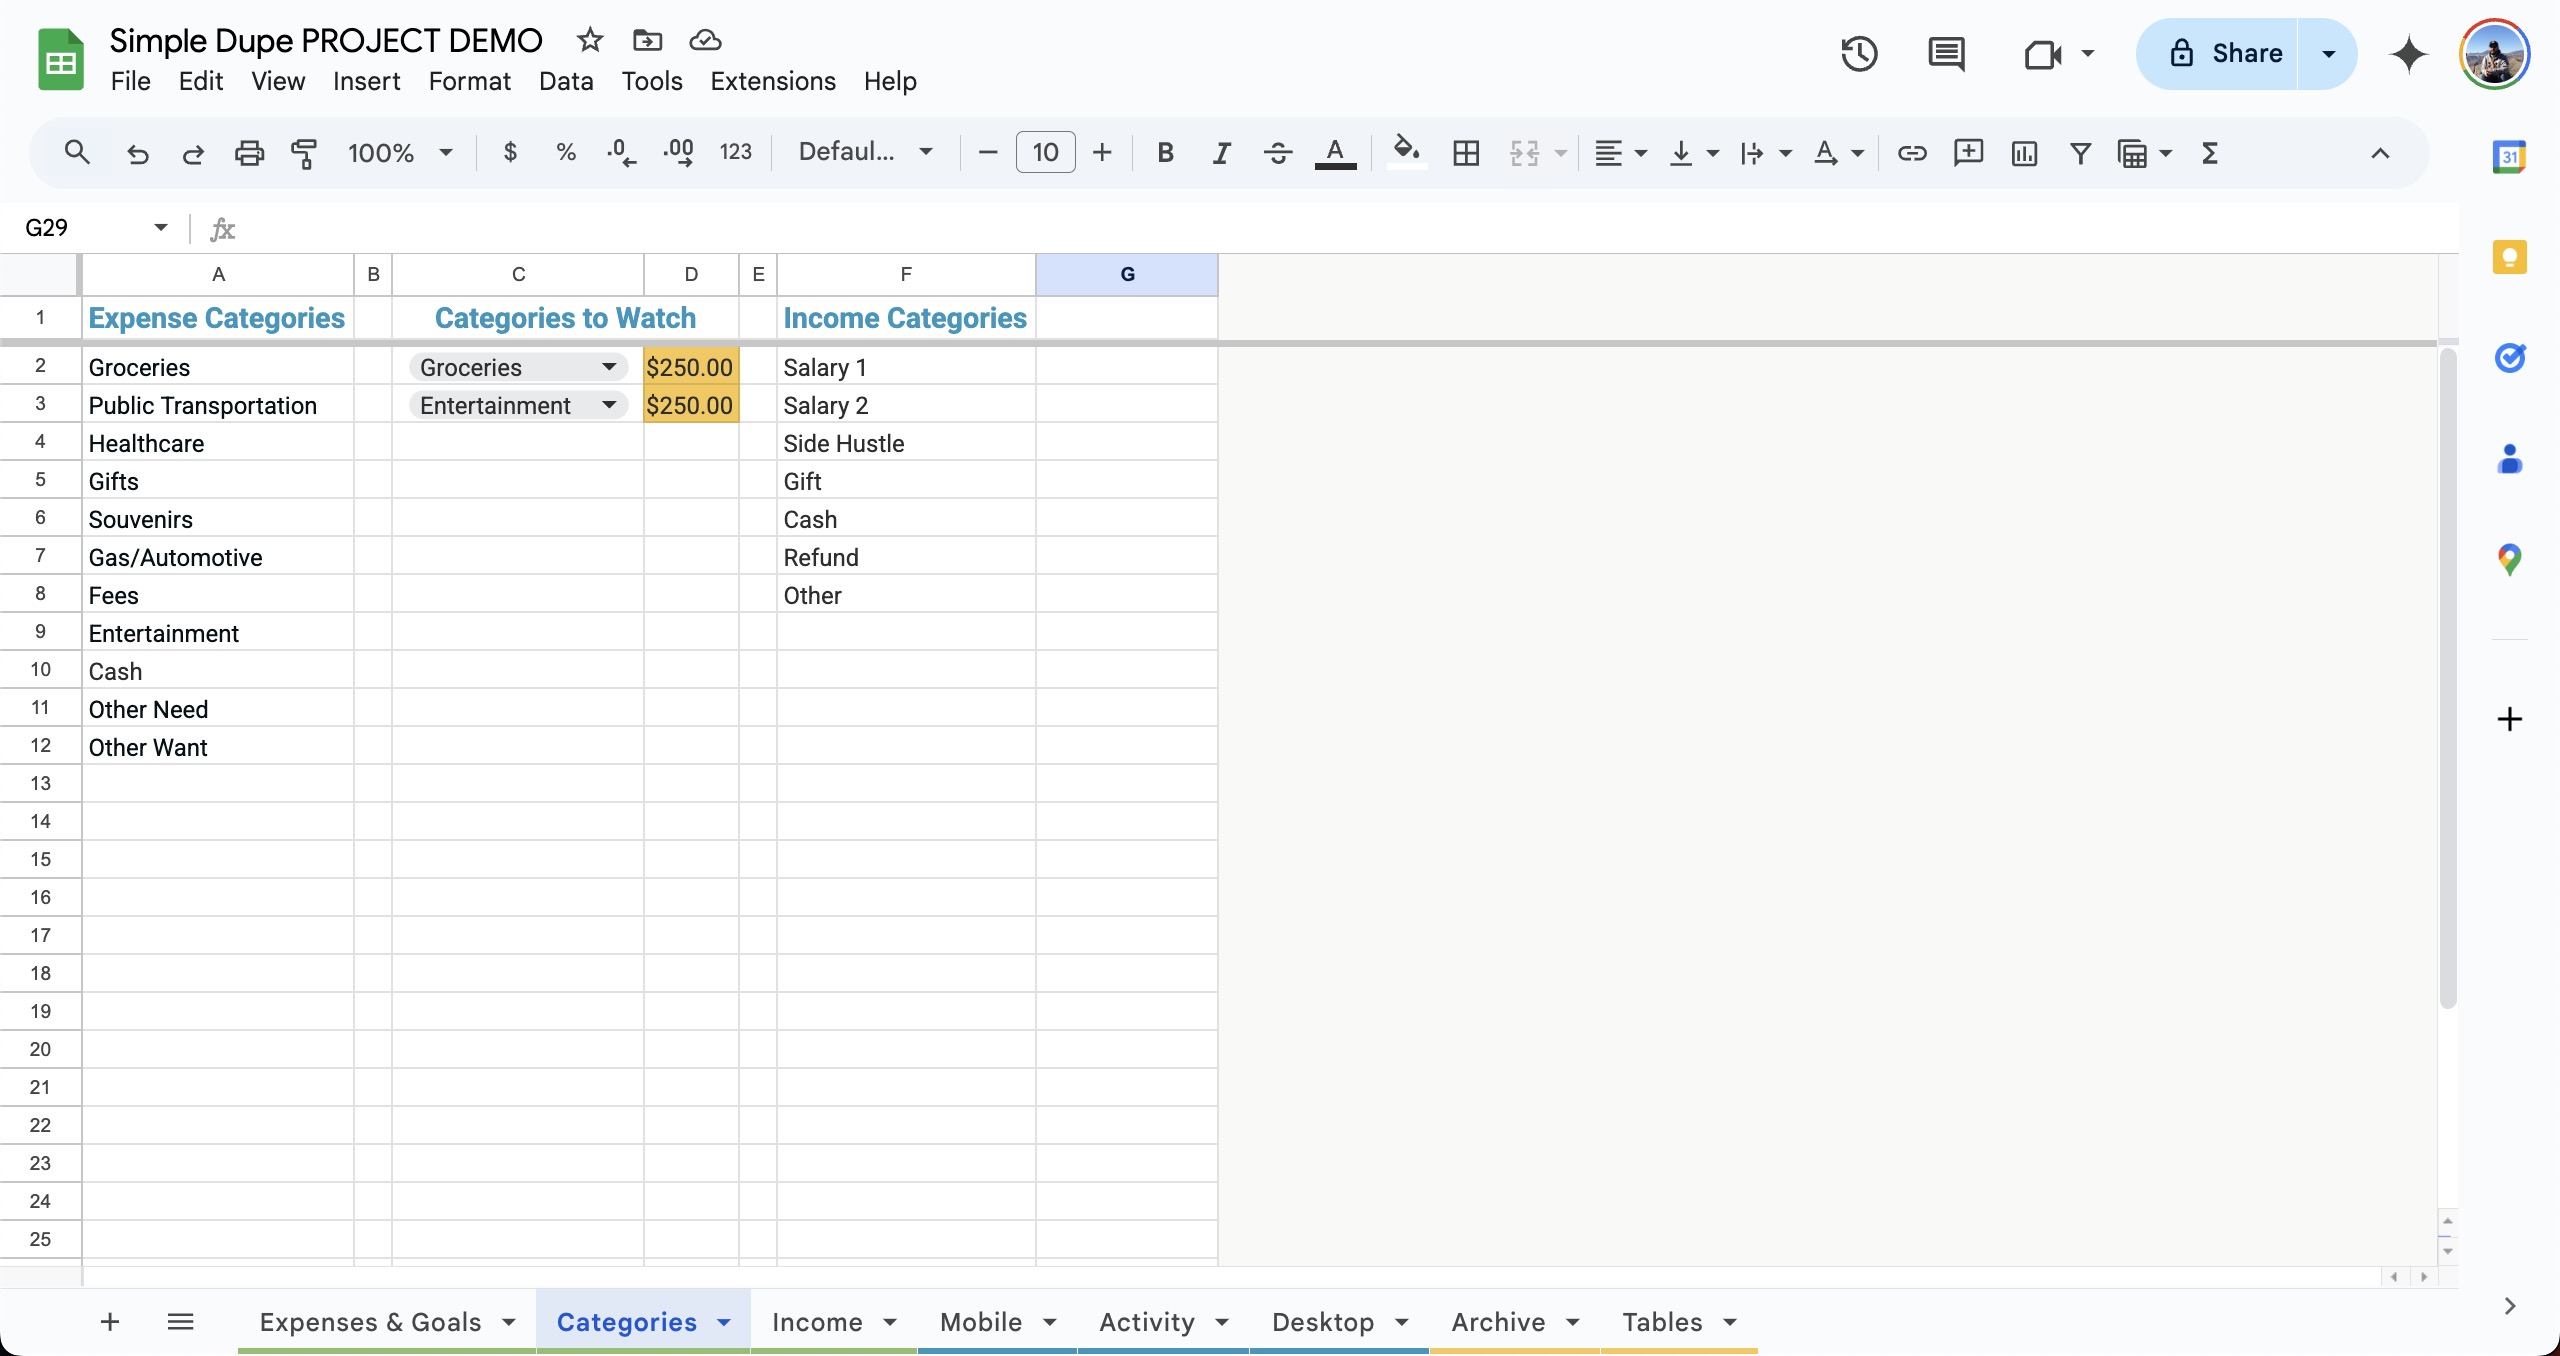 Simple Dupe PROJECT DEMO
File Edit View Insert Format Data Tools Extensions Help
Share
100% $ % .0 .00 123 Defaul... − 10 + B I S A Σ
31
G29 fx
A B C D E F G
1 Expense Categories Categories to Watch Income Categories
2 Groceries Groceries $250.00 Salary 1
3 Public Transportation Entertainment $250.00 Salary 2
4 Healthcare Side Hustle
5 Gifts Gift
6 Souvenirs Cash
7 Gas/Automotive Refund
8 Fees Other
9 Entertainment
10 Cash
11 Other Need
12 Other Want
13
14
15
16
17
18
19
20
21
22
23
24
25
Expenses & Goals Categories Income Mobile Activity Desktop Archive Tables